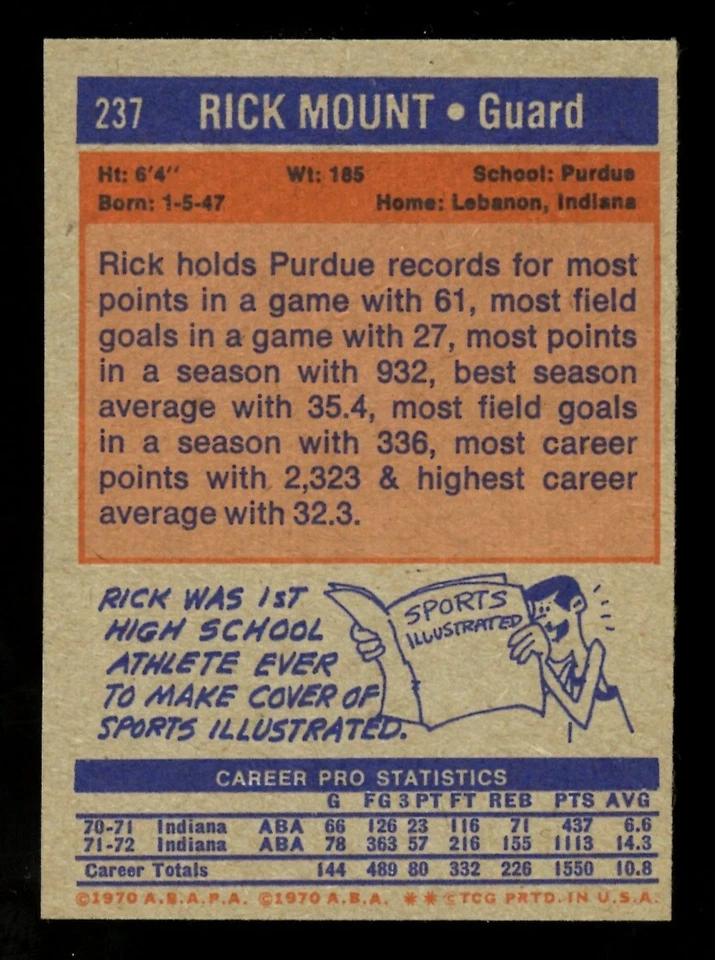 237 RICK MOUNT • Guard
Ht: 6'4'' Wt: 185 School: Purdue
Born: 1-5-47 Home: Lebanon, Indiana
Rick holds Purdue records for most
points in a game with 61, most field
goals in a game with 27, most points
in a season with 932, best season
average with 35.4, most field goals
in a season with 336, most career
points with 2,323 & highest career
average with 32.3.
RICK WAS 1ST
HIGH SCHOOL
ATHLETE EVER
TO MAKE COVER OF
SPORTS ILLUSTRATED.
SPORTS
ILLUSTRATED
CAREER PRO STATISTICS
G FG 3 PT FT REB PTS AVG
70-71 Indiana ABA 66 126 23 116 71 437 6.6
71-72 Indiana ABA 78 363 57 216 155 1113 14.3
Career Totals 144 489 80 332 226 1550 10.8
©1970 A.B.A.P.A. ©1970 A.B.A. ** ©TCG PRTD. IN U.S.A.